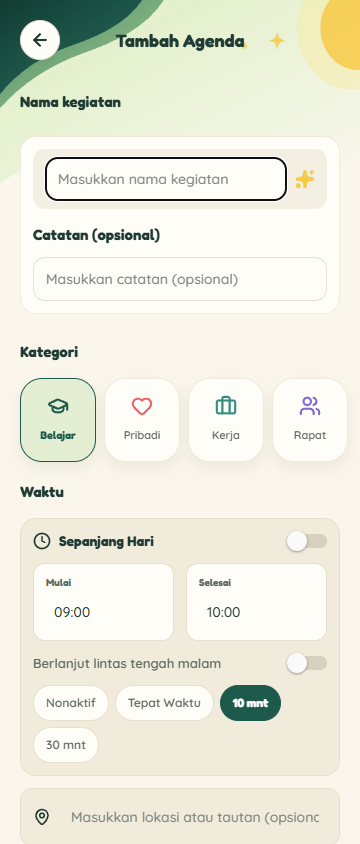 Tambah Agenda
Nama kegiatan
Masukkan nama kegiatan
Catatan (opsional)
Masukkan catatan (opsional)
Kategori
Belajar
Pribadi
Kerja
Rapat
Waktu
Sepanjang Hari
Mulai
Selesai
09:00
10:00
Berlanjut lintas tengah malam
Nonaktif
Tepat Waktu
10 mnt
30 mnt
Masukkan lokasi atau tautan (opsional